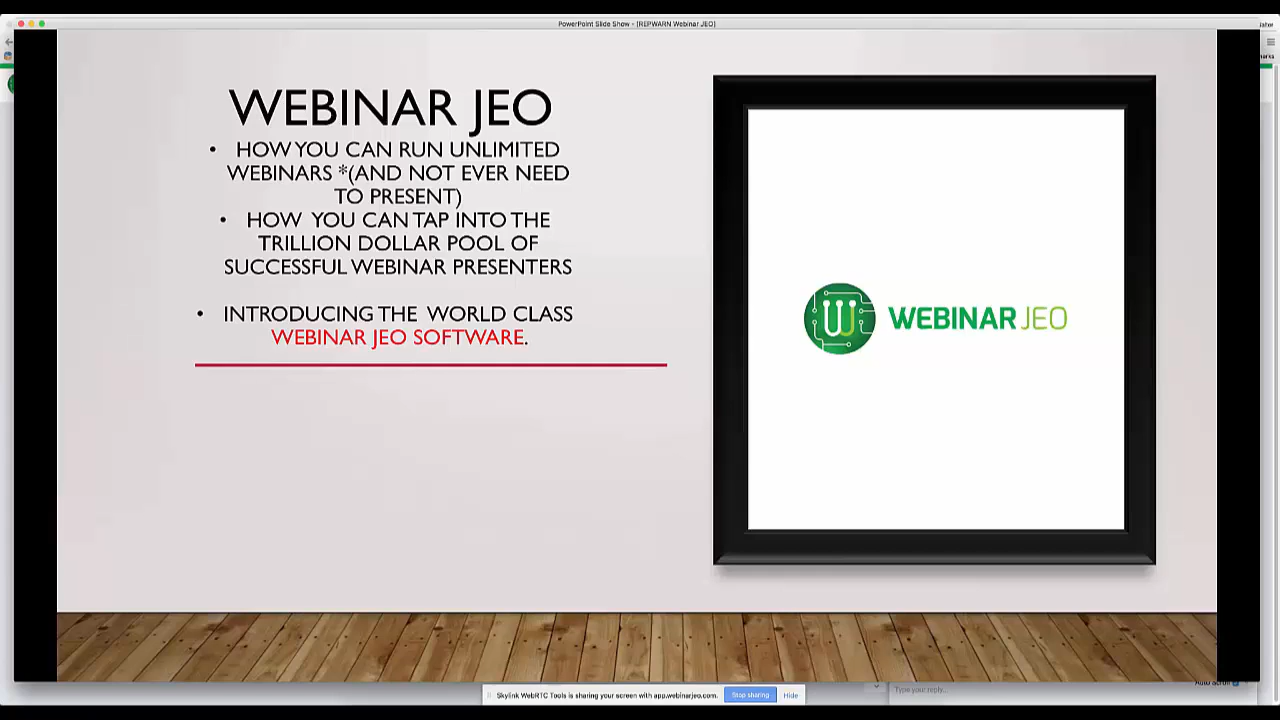 PowerPoint Slide Show - [REPWARN Webinar JEO]
WEBINAR JEO
• HOW YOU CAN RUN UNLIMITED
WEBINARS *(AND NOT EVER NEED
TO PRESENT)
• HOW YOU CAN TAP INTO THE
TRILLION DOLLAR POOL OF
SUCCESSFUL WEBINAR PRESENTERS
• INTRODUCING THE WORLD CLASS
WEBINAR JEO SOFTWARE.
WEBINAR JEO
Skylink WebRTC Tools is sharing your screen with app.webinarjeo.com.
Stop sharing
Hide
Auto Scroll
Type your reply...